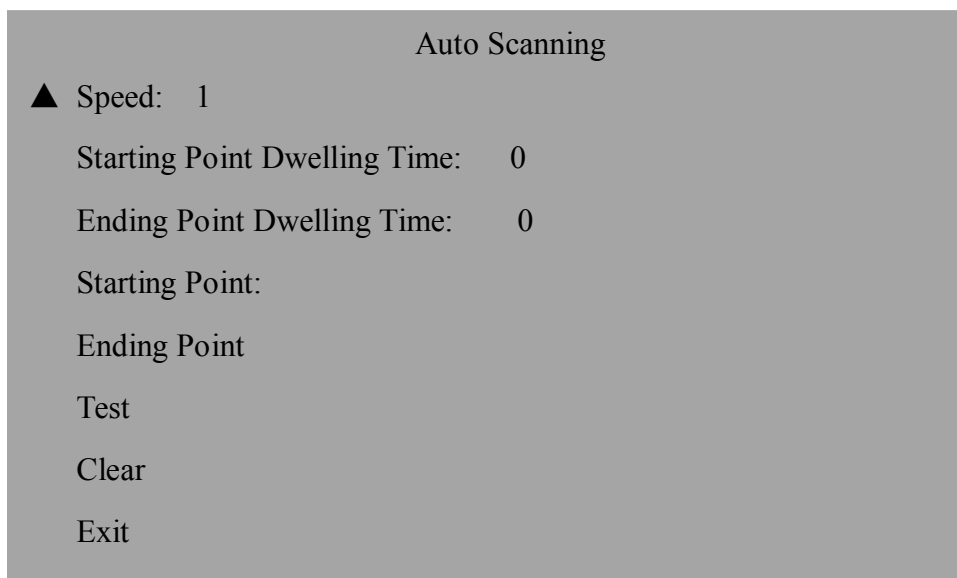 Auto Scanning
▲ Speed: 1
Starting Point Dwelling Time: 0
Ending Point Dwelling Time: 0
Starting Point:
Ending Point
Test
Clear
Exit